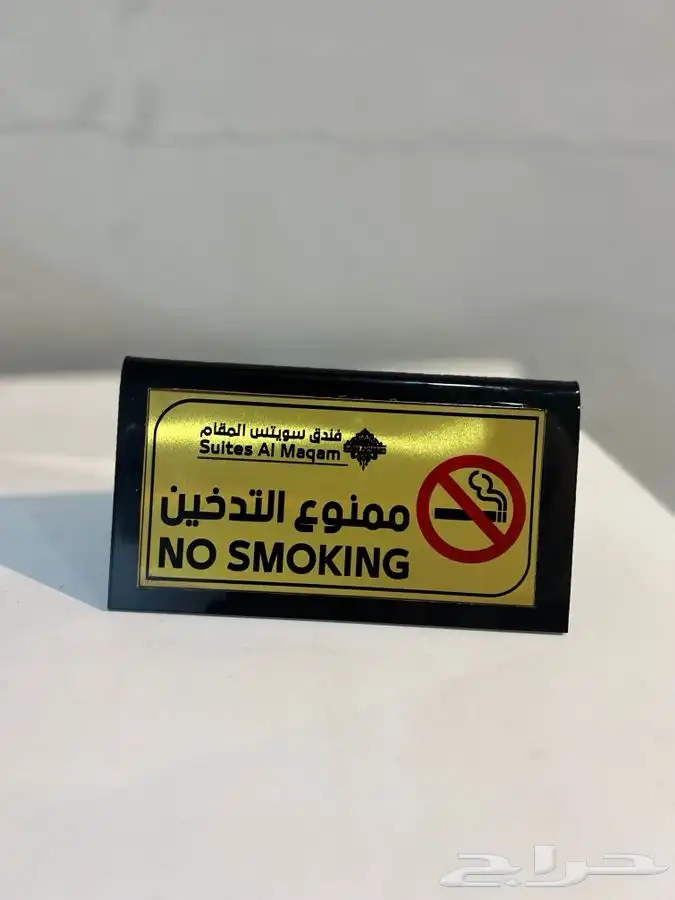 فندق سويتس المقام
Suites Al Maqam
ممنوع التدخين
NO SMOKING
حراج